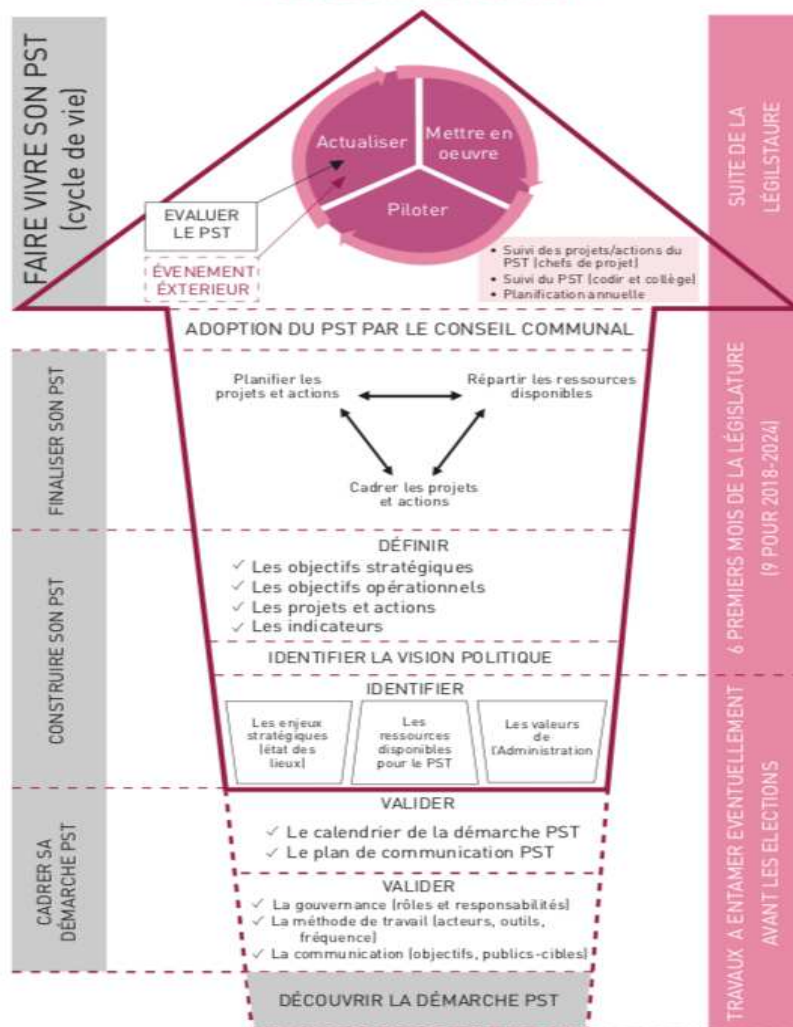 FAIRE VIVRE SON PST
(cycle de vie)
Actualiser
Mettre en
oeuvre
Piloter
EVALUER
LE PST
ÉVENEMENT
ÉXTERIEUR
• Suivi des projets/actions du
PST (chefs de projet)
• Suivi du PST (codir et collège)
• Planification annuelle
SUITE DE LA
LÉGILSTAURE
ADOPTION DU PST PAR LE CONSEIL COMMUNAL
FINALISER SON PST
Planifier les
projets et actions
Répartir les ressources
disponibles
Cadrer les projets
et actions
6 PREMIERS MOIS DE LA LÉGISLATURE
(9 POUR 2018-2024)
CONSTRUIRE SON PST
DÉFINIR
✓ Les objectifs stratégiques
✓ Les objectifs opérationnels
✓ Les projets et actions
✓ Les indicateurs
IDENTIFIER LA VISION POLITIQUE
IDENTIFIER
Les enjeux
stratégiques
(état des
lieux)
Les
ressources
disponibles
pour le PST
Les valeurs
de
l'Administration
TRAVAUX A ENTAMER EVENTUELLEMENT
AVANT LES ELECTIONS
CADRER SA
DÉMARCHE PST
VALIDER
✓ Le calendrier de la démarche PST
✓ Le plan de communication PST
VALIDER
✓ La gouvernance (rôles et responsabilités)
✓ La méthode de travail (acteurs, outils,
fréquence)
✓ La communication (objectifs, publics-cibles)
DÉCOUVRIR LA DÉMARCHE PST